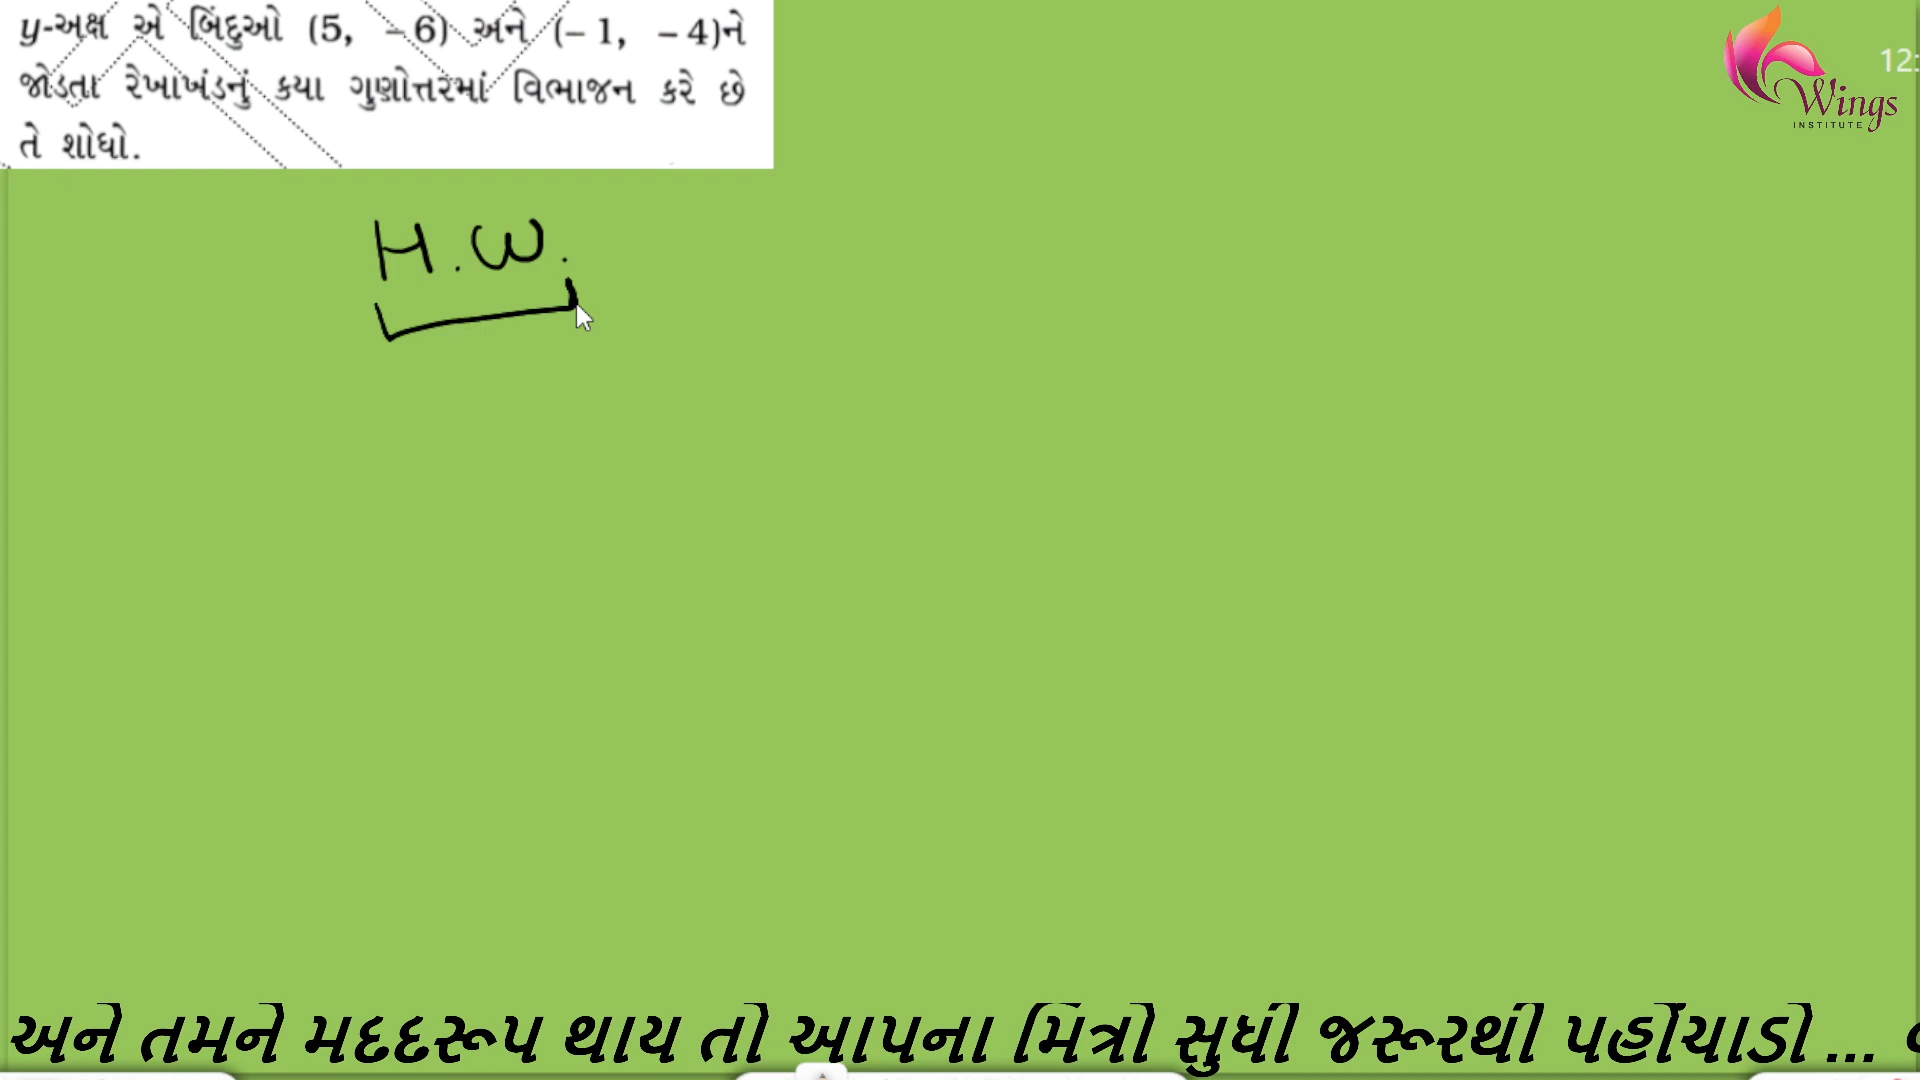 y-અક્ષ એ બિંદુઓ (5, – 6) અને (– 1, – 4)ને
જોડતા રેખાખંડનું કયા ગુણોત્તરમાં વિભાજન કરે છે
તે શોધો.
12:
Wings
INSTITUTE
H.W.
અને તમને મદદરૂપ થાય તો આપના મિત્રો સુધી જરૂરથી પહોંચાડો ...